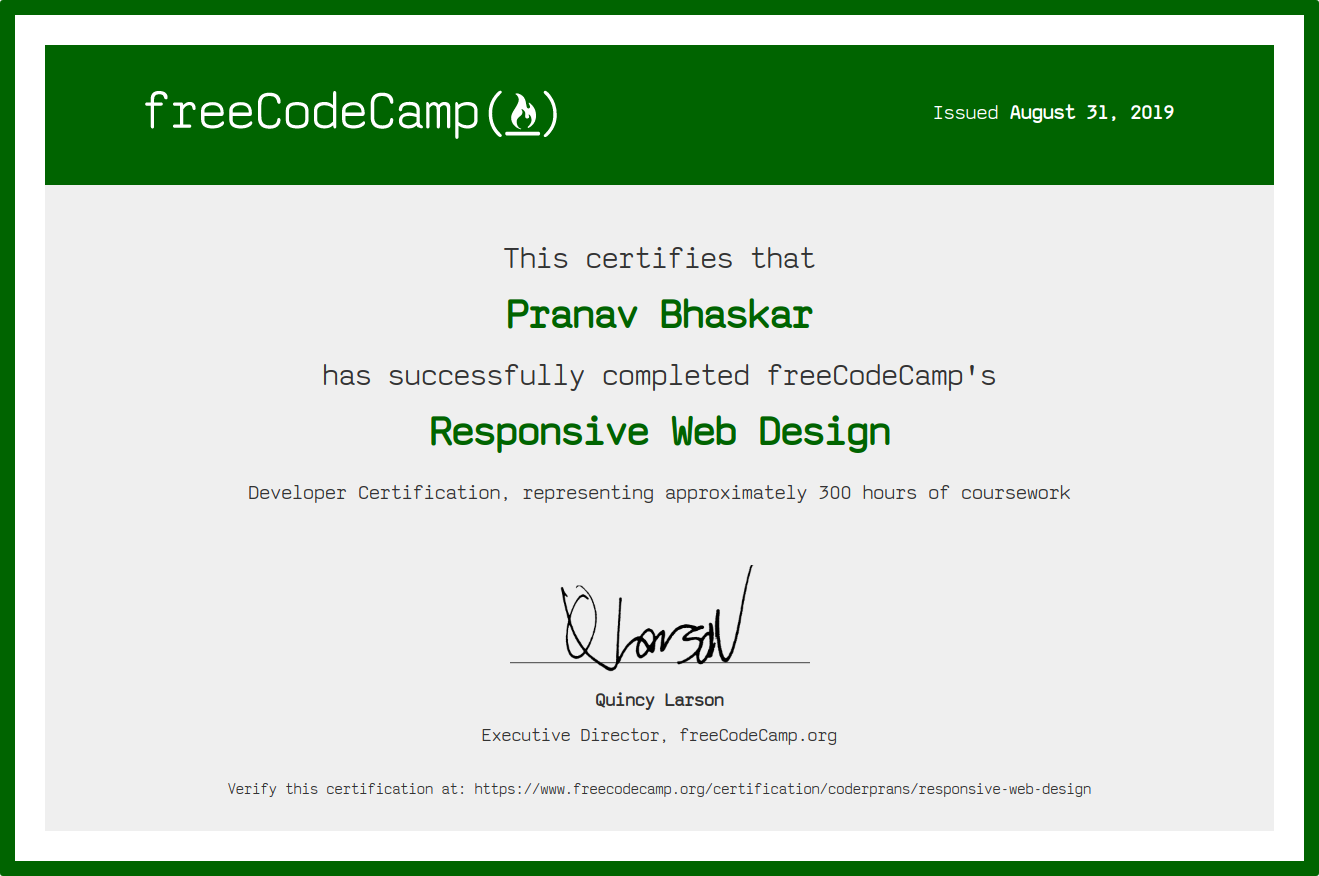 freeCodeCamp(🔥)
Issued August 31, 2019
This certifies that
Pranav Bhaskar
has successfully completed freeCodeCamp's
Responsive Web Design
Developer Certification, representing approximately 300 hours of coursework
Q Larson
Quincy Larson
Executive Director, freeCodeCamp.org
Verify this certification at: https://www.freecodecamp.org/certification/coderprans/responsive-web-design